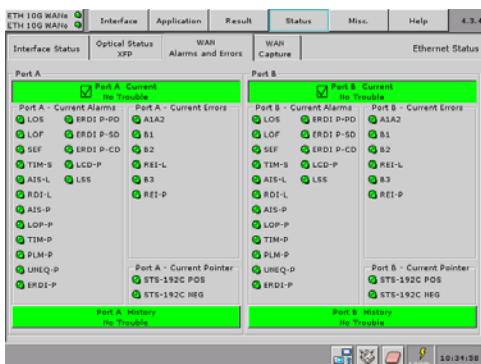 ETH 10G WANe Interface Application Result Status Misc. Help 4.3.4
ETH 10G WANe
Interface Status Optical Status XFP WAN Alarms and Errors WAN Capture Ethernet Status
Port A
Port A Current
No Trouble
Port A - Current Alarms
LOS
LOF
SEF
TIM-S
AIS-L
RDI-L
AIS-P
LOP-P
TIM-P
PLM-P
UNEQ-P
ERDI-P
ERDI P-PD
ERDI P-SD
ERDI P-CD
LCD-P
LSS
Port A - Current Errors
A1A2
B1
B2
REI-L
B3
REI-P
Port A - Current Pointer
STS-192C POS
STS-192C NEG
Port A History
No Trouble
Port B
Port B Current
No Trouble
Port B - Current Alarms
LOS
LOF
SEF
TIM-S
AIS-L
RDI-L
AIS-P
LOP-P
TIM-P
PLM-P
UNEQ-P
ERDI-P
ERDI P-PD
ERDI P-SD
ERDI P-CD
LCD-P
LSS
Port B - Current Errors
A1A2
B1
B2
REI-L
B3
REI-P
Port B - Current Pointer
STS-192C POS
STS-192C NEG
Port B History
No Trouble
10:34:58